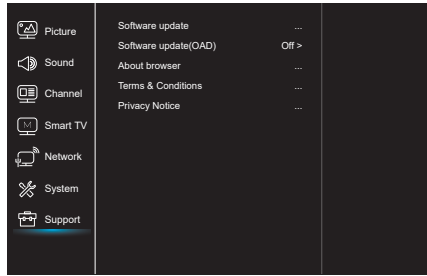 Picture
Sound
Channel
M
Smart TV
Network
System
Support
Software update ...
Software update(OAD) Off >
About browser ...
Terms & Conditions ...
Privacy Notice ...